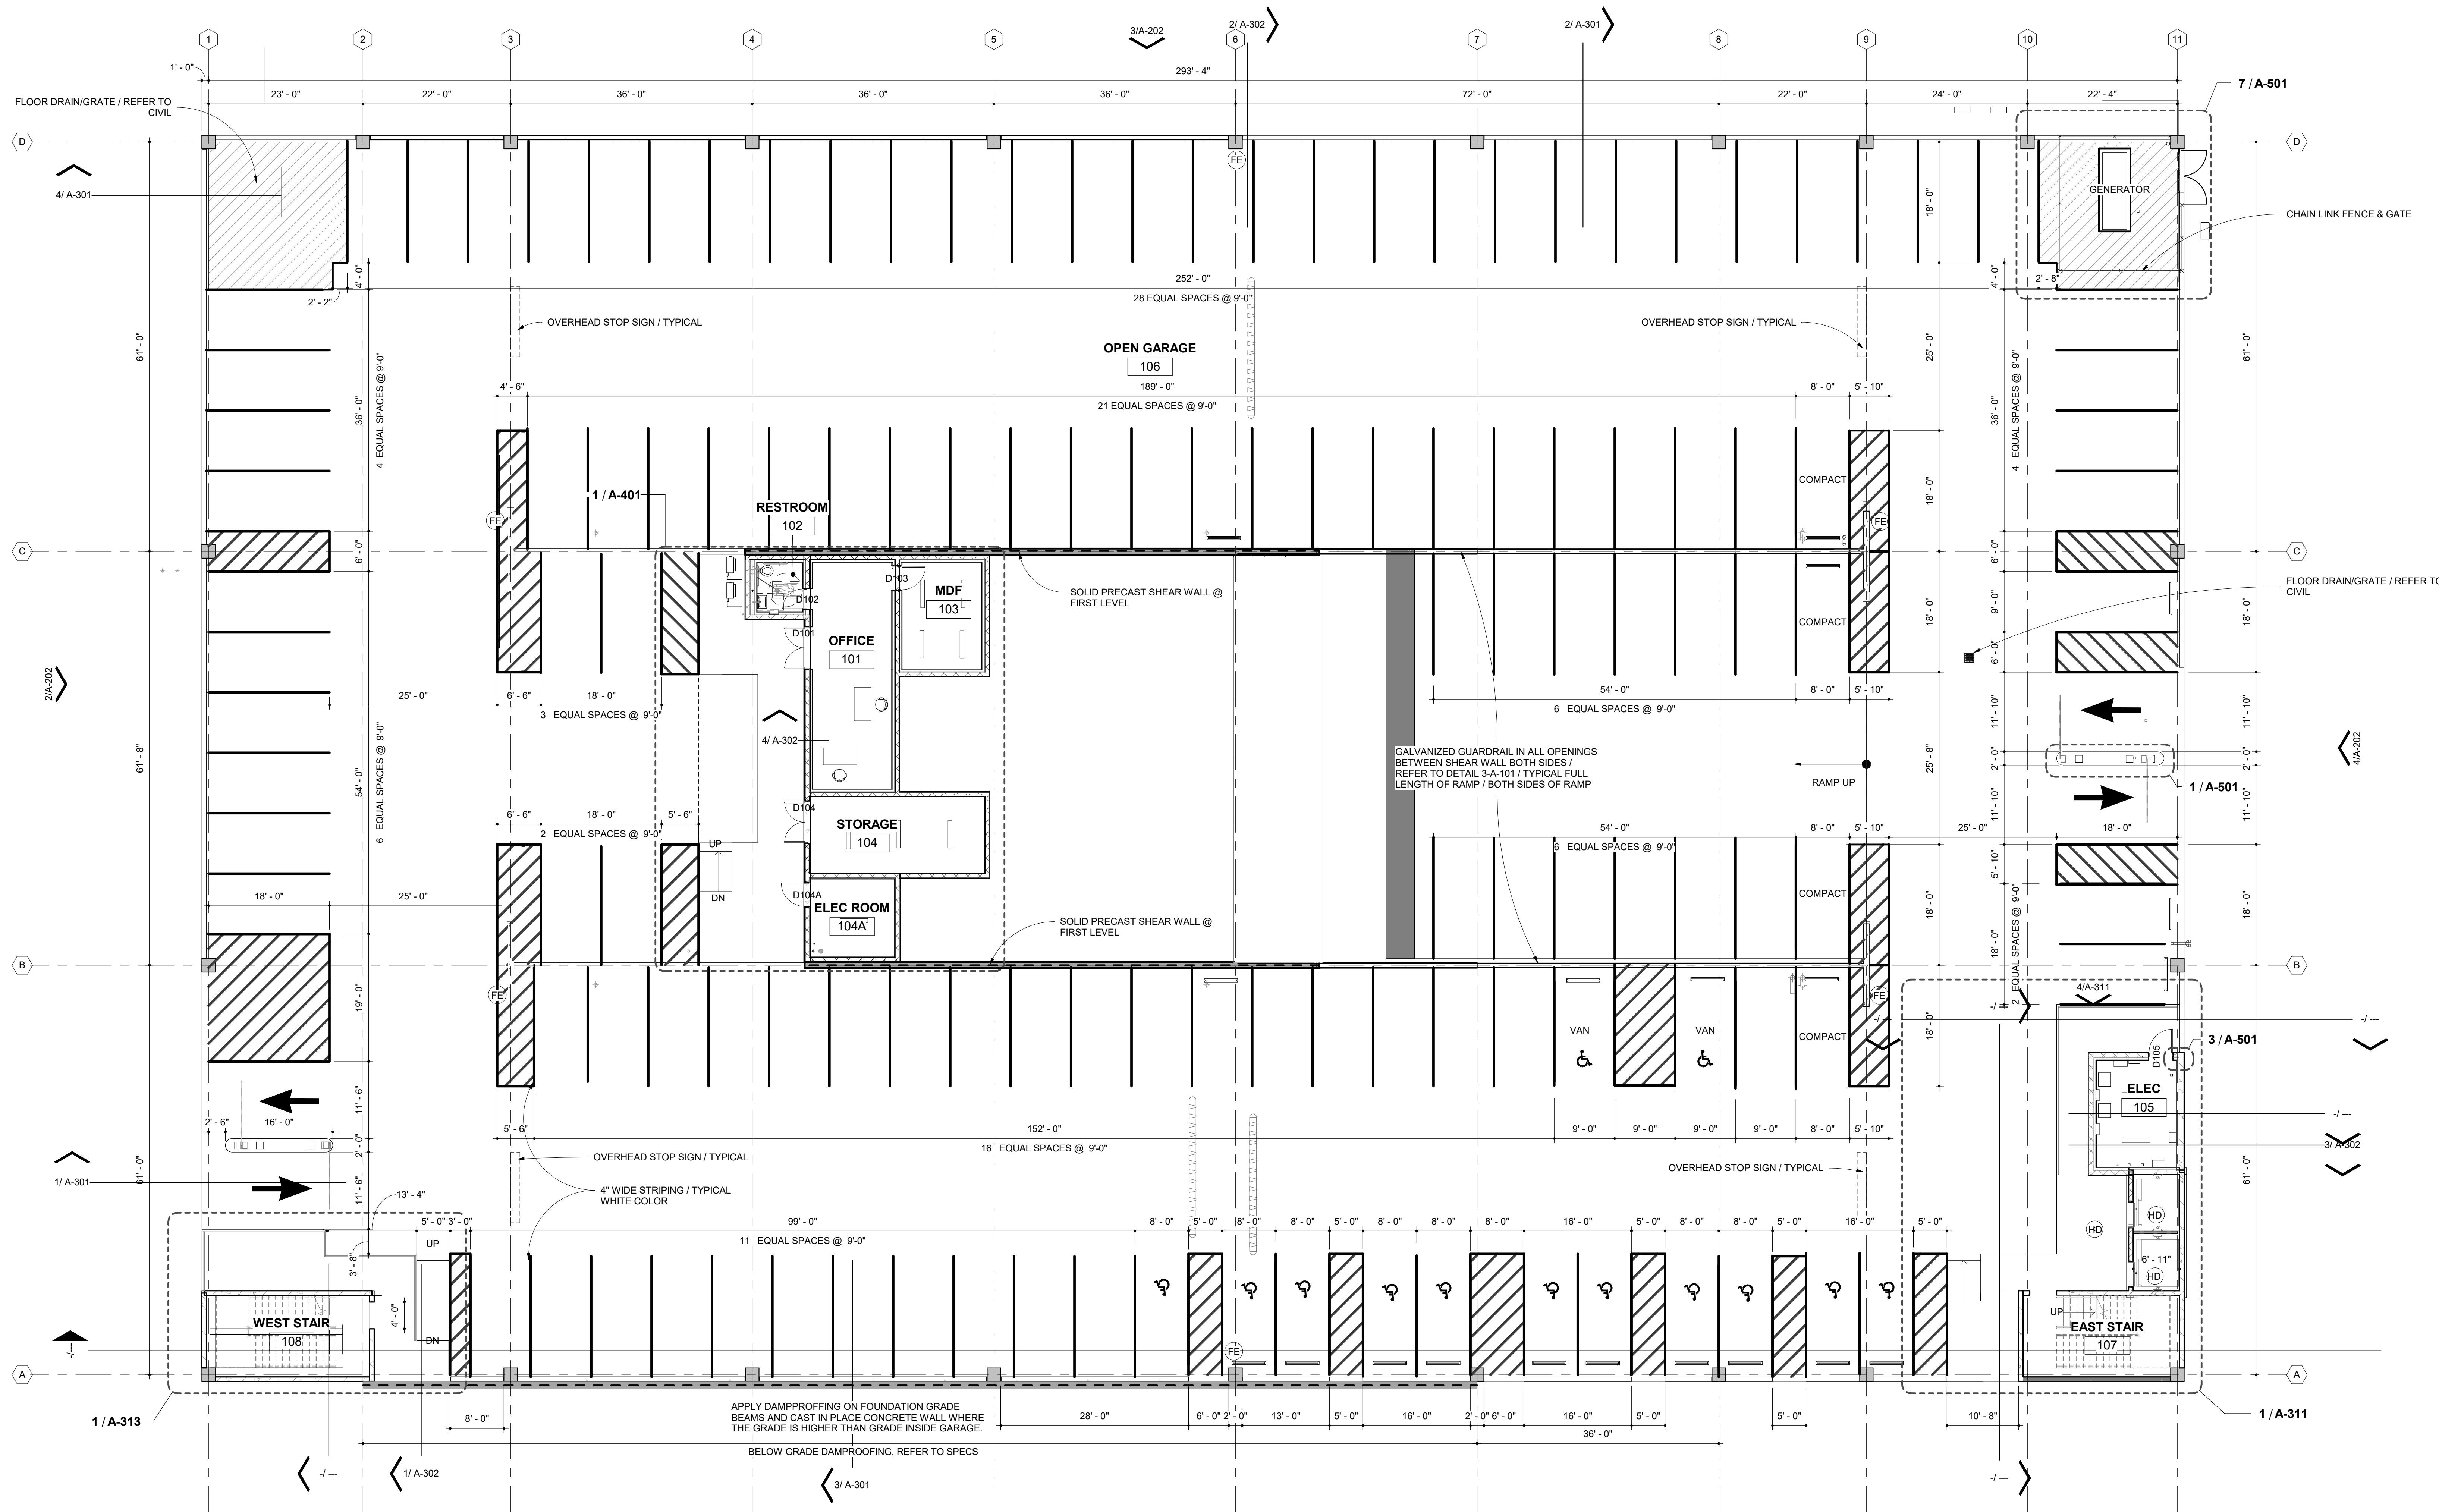 3/A-202
2/ A-302
2/ A-301
1
2
3
4
5
6
7
8
9
10
11
1' - 0"
293' - 4"
23' - 0"
22' - 0"
36' - 0"
36' - 0"
36' - 0"
72' - 0"
22' - 0"
24' - 0"
22' - 4"
7 / A-501
FLOOR DRAIN/GRATE / REFER TO
CIVIL
D
D
FE
4/ A-301
18' - 0"
GENERATOR
CHAIN LINK FENCE & GATE
4' - 0"
2' - 2"
252' - 0"
28 EQUAL SPACES @ 9'-0"
4' - 0"
2' - 8"
OVERHEAD STOP SIGN / TYPICAL
OVERHEAD STOP SIGN / TYPICAL
61' - 0"
36' - 0"
4 EQUAL SPACES @ 9'-0"
OPEN GARAGE
106
25' - 0"
36' - 0"
4 EQUAL SPACES @ 9'-0"
61' - 0"
4' - 6"
189' - 0"
21 EQUAL SPACES @ 9'-0"
8' - 0"
5' - 10"
1 / A-401
RESTROOM
102
COMPACT
18' - 0"
FE
FE
C
6' - 0"
6' - 0"
C
D102
D103
MDF
103
SOLID PRECAST SHEAR WALL @
FIRST LEVEL
FLOOR DRAIN/GRATE / REFER TO
CIVIL
COMPACT
18' - 0"
9' - 0"
18' - 0"
D101
OFFICE
101
6' - 0"
2/A-202
25' - 0"
6' - 6"
18' - 0"
3 EQUAL SPACES @ 9'-0"
54' - 0"
6 EQUAL SPACES @ 9'-0"
8' - 0"
5' - 10"
11' - 10"
11' - 10"
4/ A-302
61' - 8"
54' - 0"
6 EQUAL SPACES @ 9'-0"
GALVANIZED GUARDRAIL IN ALL OPENINGS
BETWEEN SHEAR WALL BOTH SIDES /
REFER TO DETAIL 3-A-101 / TYPICAL FULL
LENGTH OF RAMP / BOTH SIDES OF RAMP
25' - 8"
RAMP UP
2' - 0"
2' - 0"
4/A-202
1 / A-501
11' - 10"
11' - 10"
D104
STORAGE
104
6' - 6"
18' - 0"
5' - 6"
2 EQUAL SPACES @ 9'-0"
UP
DN
54' - 0"
6 EQUAL SPACES @ 9'-0"
8' - 0"
5' - 10"
25' - 0"
18' - 0"
5' - 10"
D104A
ELEC ROOM
104A
COMPACT
18' - 0"
18' - 0"
18' - 0"
25' - 0"
SOLID PRECAST SHEAR WALL @
FIRST LEVEL
18' - 0"
2 EQUAL SPACES @ 9'-0"
B
B
FE
FE
19' - 0"
VAN
VAN
COMPACT
18' - 0"
4/A-311
-/ ---
-/ ---
-/ ---
3 / A-501
D105
ELEC
105
11' - 6"
2' - 6"
16' - 0"
2' - 0"
5' - 6"
152' - 0"
16 EQUAL SPACES @ 9'-0"
9' - 0"
9' - 0"
9' - 0"
9' - 0"
8' - 0"
5' - 10"
-/ ---
3/ A-302
OVERHEAD STOP SIGN / TYPICAL
OVERHEAD STOP SIGN / TYPICAL
1/ A-301
61' - 0"
11' - 6"
13' - 4"
4" WIDE STRIPING / TYPICAL
WHITE COLOR
61' - 0"
5' - 0"
3' - 0"
99' - 0"
11 EQUAL SPACES @ 9'-0"
8' - 0"
5' - 0"
8' - 0"
8' - 0"
5' - 0"
8' - 0"
8' - 0"
8' - 0"
16' - 0"
5' - 0"
8' - 0"
8' - 0"
5' - 0"
16' - 0"
5' - 0"
HD
HD
UP
3' - 8"
6' - 11"
HD
4' - 0"
WEST STAIR
108
DN
UP
EAST STAIR
107
-/---
FE
A
A
1 / A-313
8' - 0"
APPLY DAMPPROFFING ON FOUNDATION GRADE
BEAMS AND CAST IN PLACE CONCRETE WALL WHERE
THE GRADE IS HIGHER THAN GRADE INSIDE GARAGE.
28' - 0"
6' - 0"
2' - 0"
13' - 0"
5' - 0"
16' - 0"
2' - 0"
6' - 0"
16' - 0"
5' - 0"
5' - 0"
10' - 8"
1 / A-311
36' - 0"
BELOW GRADE DAMPROOFING, REFER TO SPECS
-/ ---
1/ A-302
3/ A-301
-/ ---